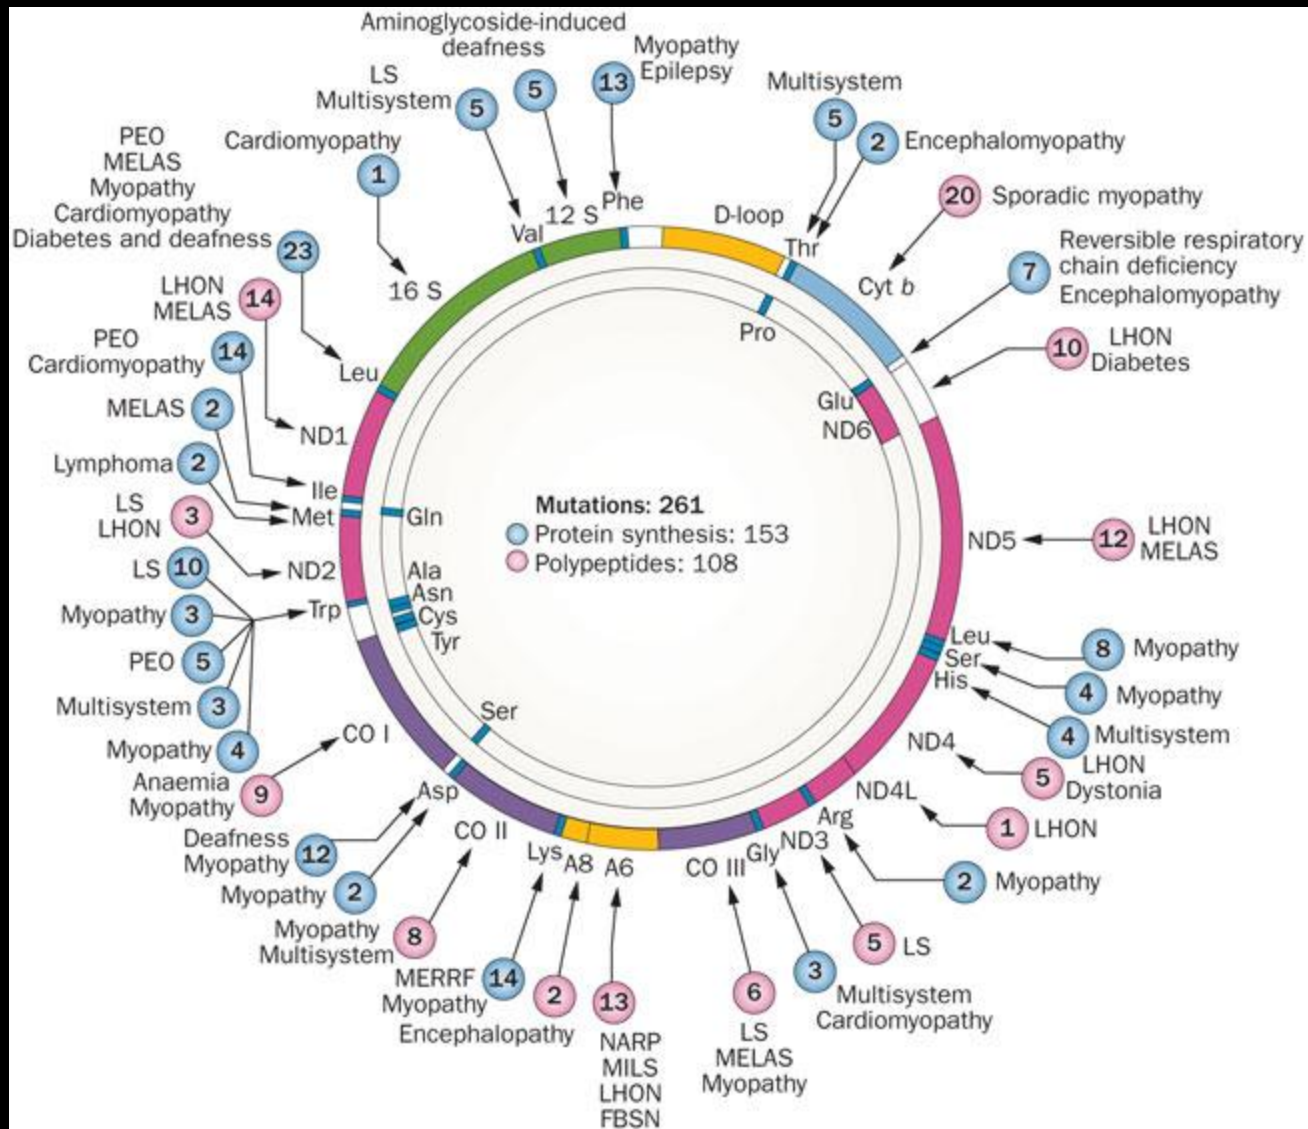 Aminoglycoside-induced
deafness
5
LS
Multisystem
5
Myopathy
Epilepsy
13
Multisystem
5
2
Encephalomyopathy
Cardiomyopathy
1
20
Sporadic myopathy
PEO
MELAS
Myopathy
Cardiomyopathy
Diabetes and deafness
23
Reversible respiratory
chain deficiency
Encephalomyopathy
7
LHON
MELAS
14
LHON
Diabetes
10
PEO
Cardiomyopathy
14
MELAS
2
Lymphoma
2
LS
LHON
3
LS
10
Myopathy
3
PEO
5
Multisystem
3
Myopathy
4
Anaemia
Myopathy
9
Deafness
Myopathy
12
Myopathy
2
Myopathy
Multisystem
8
MERRF
Myopathy
14
Encephalopathy
2
13
NARP
MILS
LHON
FBSN
6
LS
MELAS
Myopathy
3
Multisystem
Cardiomyopathy
5
LS
2
Myopathy
1
LHON
5
LHON
Dystonia
4
Multisystem
4
Myopathy
8
Myopathy
12
LHON
MELAS
Phe
12 S
Val
16 S
Leu
ND1
Ile
Met
ND2
Trp
CO I
Asp
CO II
Lys
A8
A6
CO III
Gly
ND3
Arg
ND4L
ND4
His
Ser
Leu
ND5
Cyt b
Thr
D-loop
Pro
Glu
ND6
Gln
Ala
Asn
Cys
Tyr
Ser
Mutations: 261
Protein synthesis: 153
Polypeptides: 108